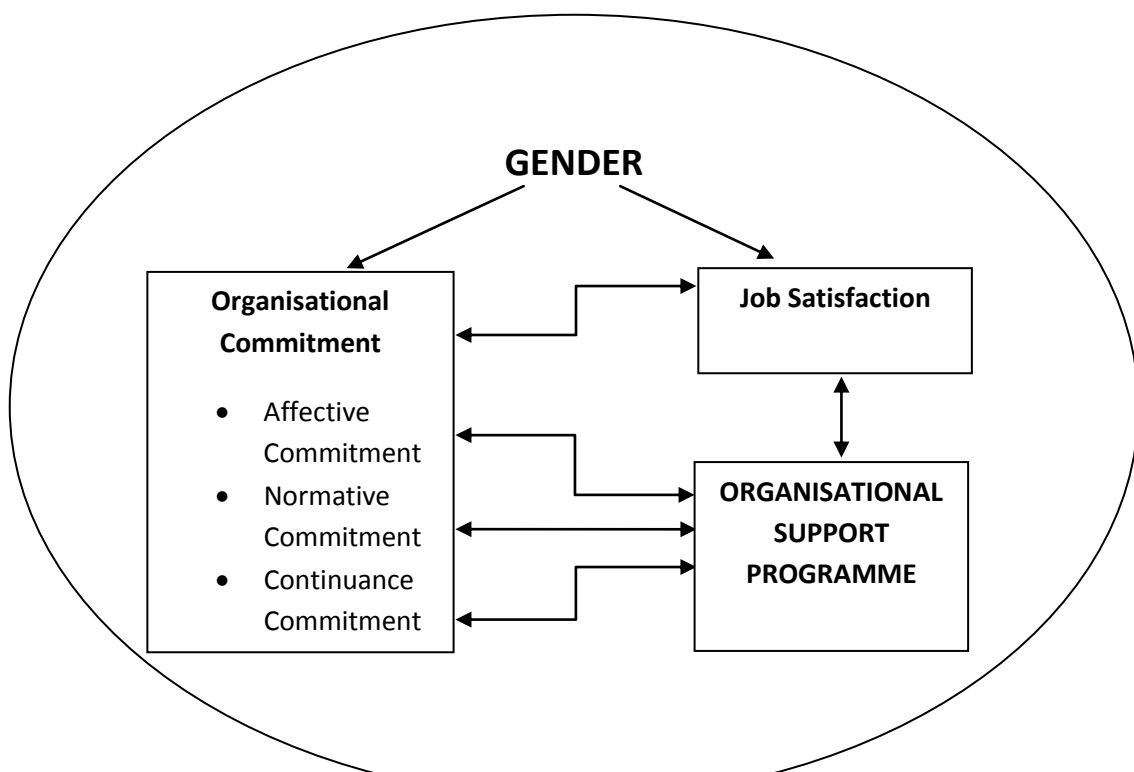 GENDER
Organisational
Commitment
• Affective
Commitment
• Normative
Commitment
• Continuance
Commitment
Job Satisfaction
ORGANISATIONAL
SUPPORT
PROGRAMME